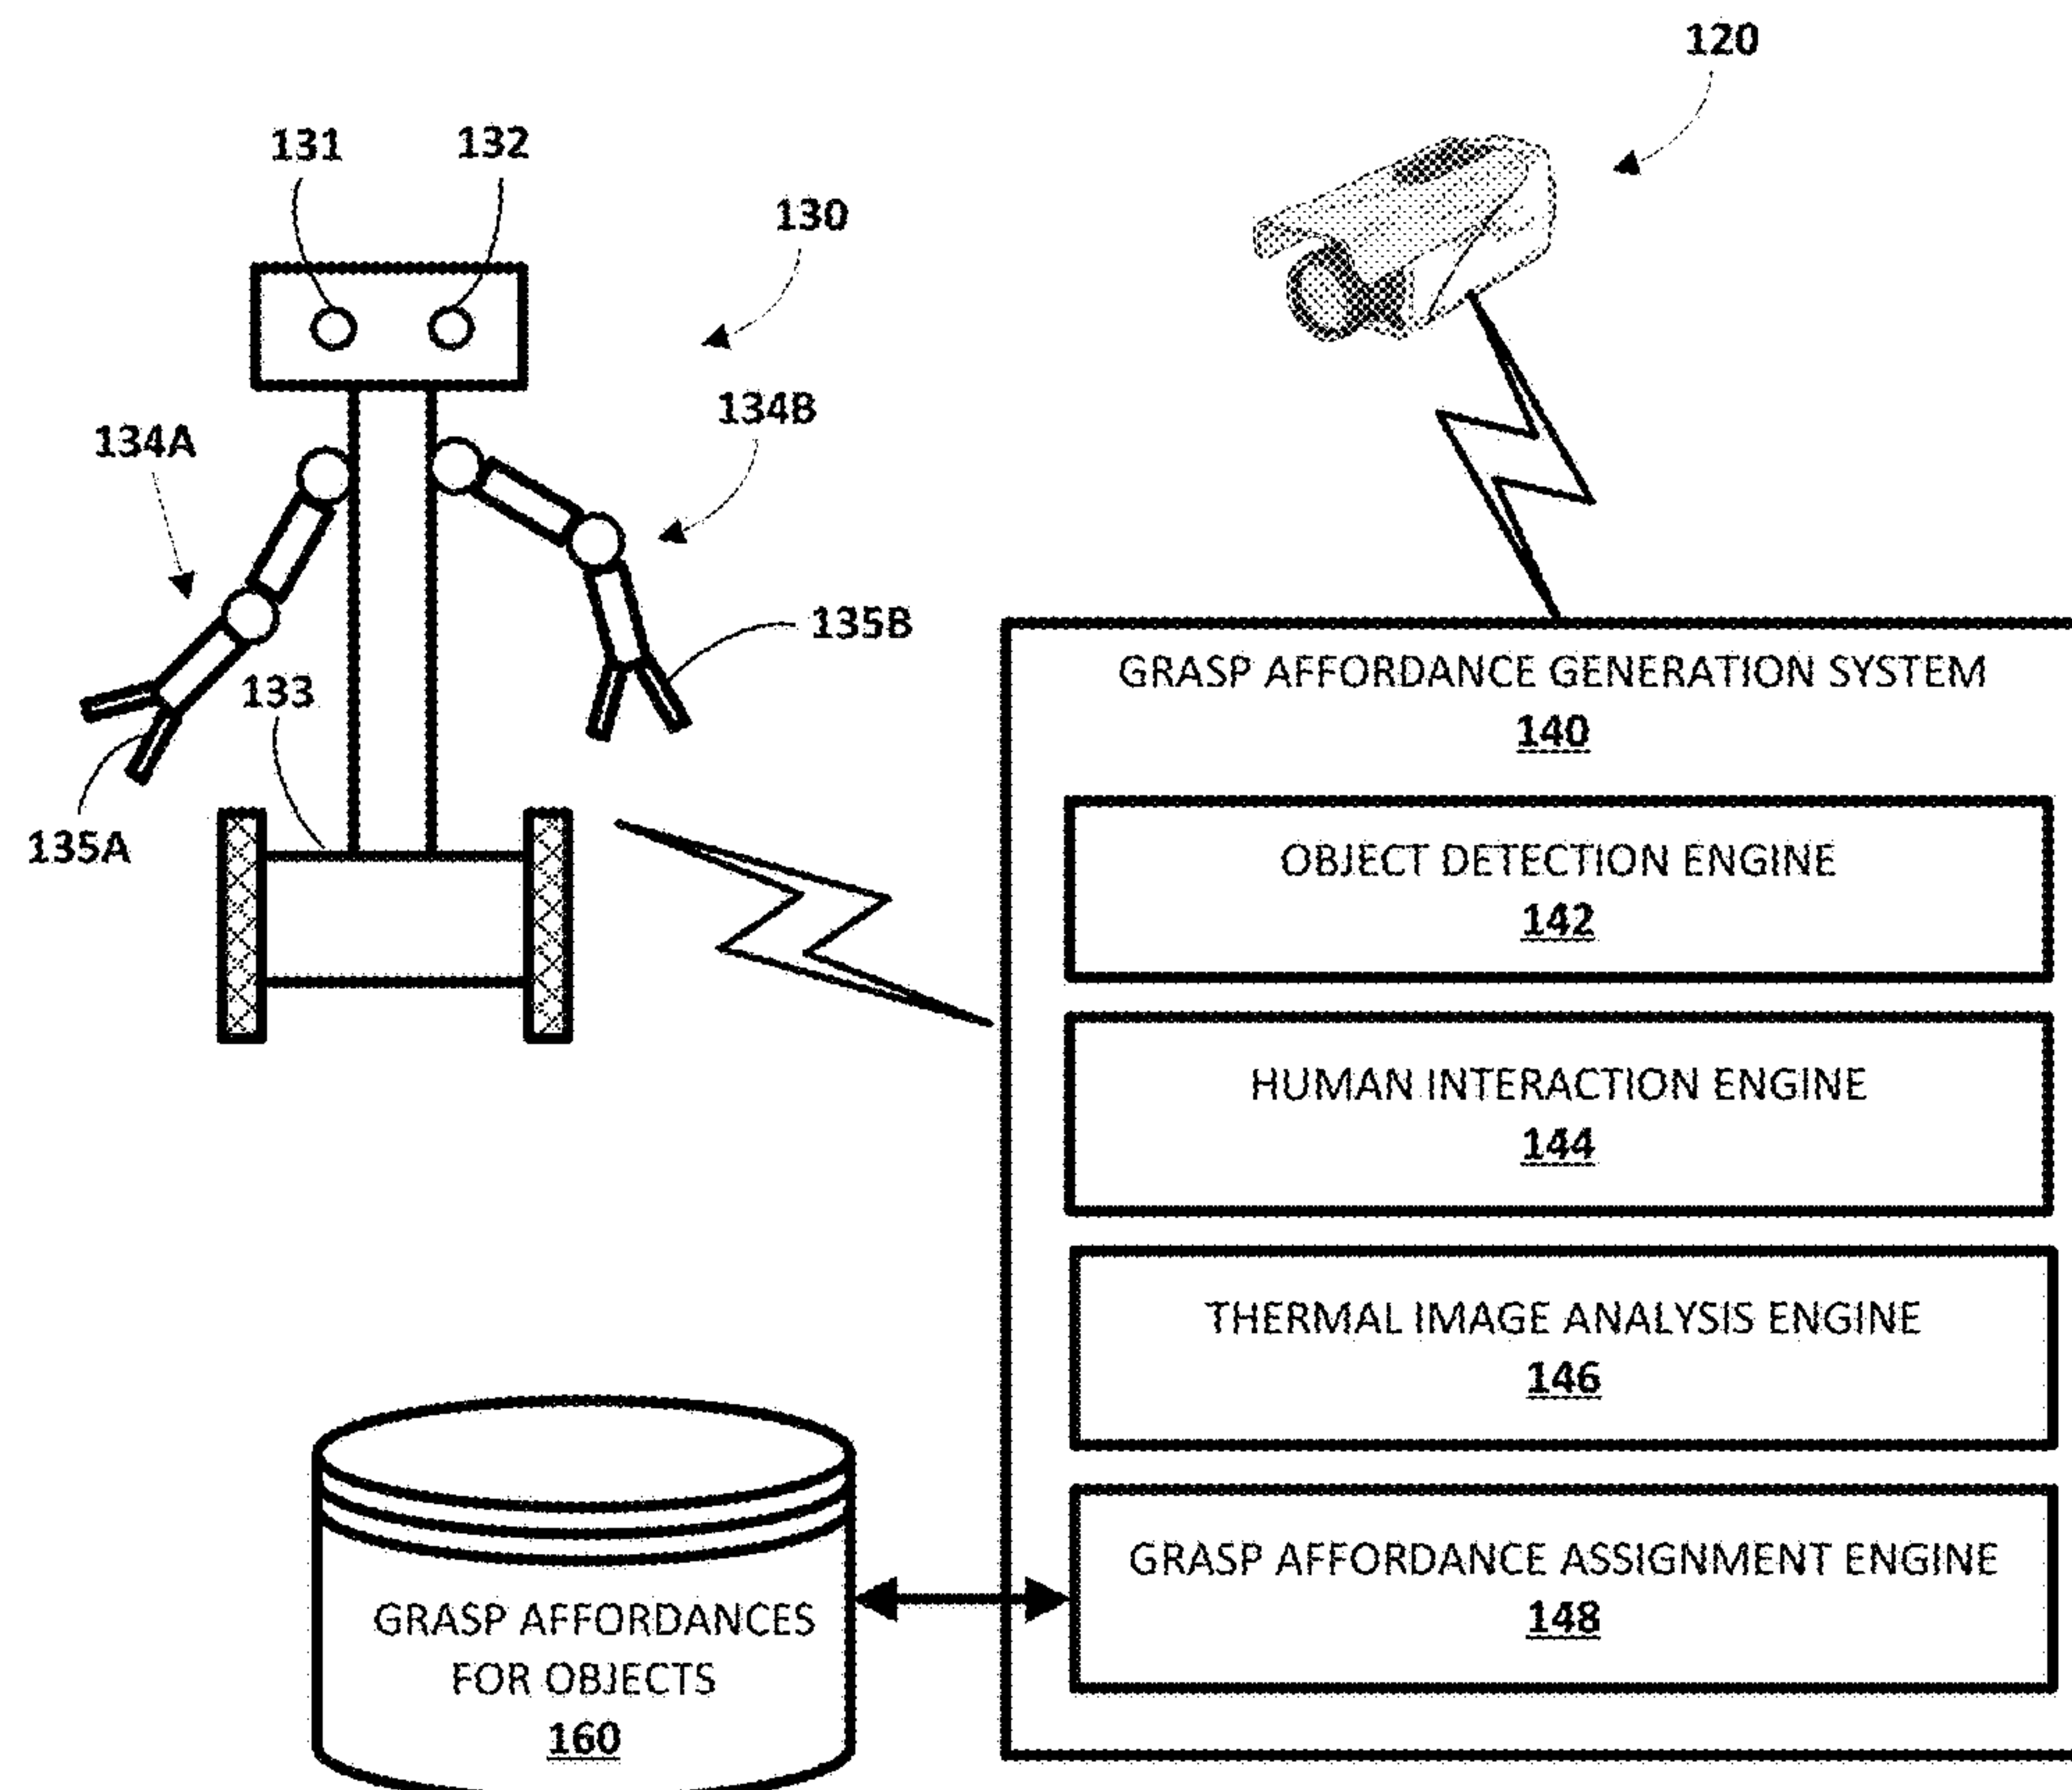 120
131
132
130
134B
134A
135B
133
135A
GRASP AFFORDANCE GENERATION SYSTEM
140
OBJECT DETECTION ENGINE
142
HUMAN INTERACTION ENGINE
144
THERMAL IMAGE ANALYSIS ENGINE
146
GRASP AFFORDANCE ASSIGNMENT ENGINE
148
GRASP AFFORDANCES
FOR OBJECTS
160